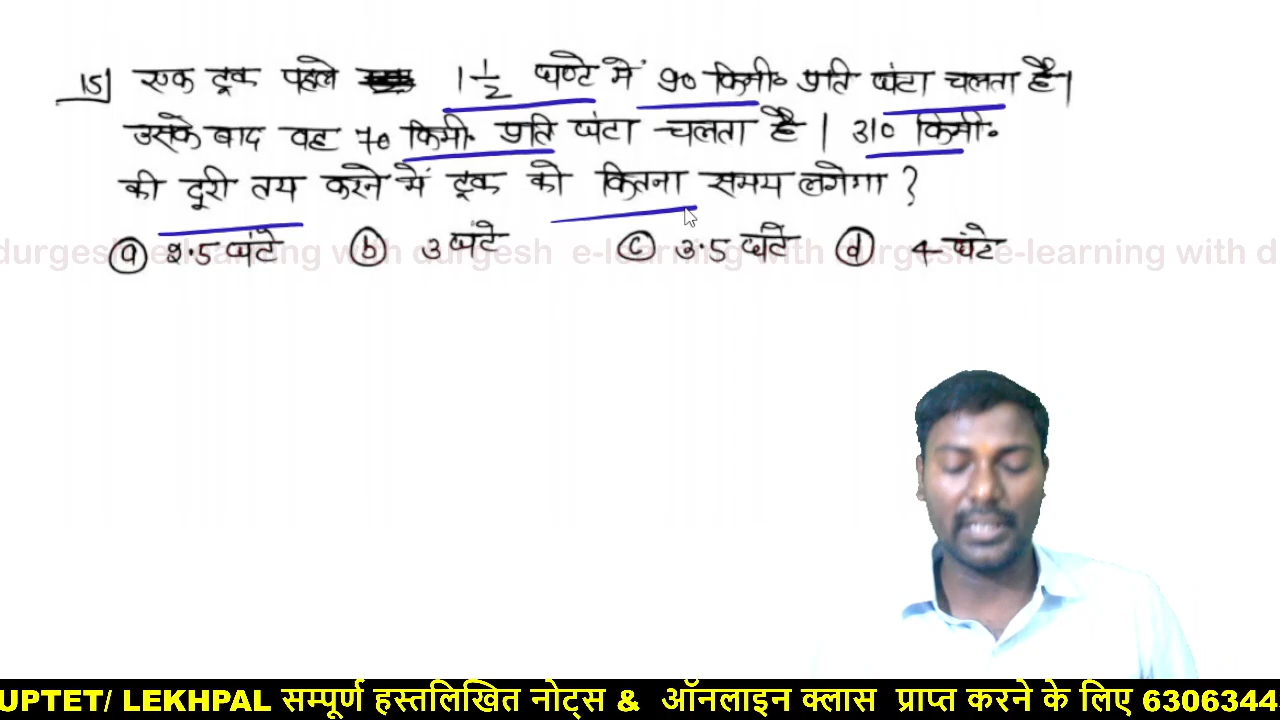 15] एक ट्रक पहले 1 1/2 घण्टे में 90 किमी० प्रति घंटा चलता है।
उसके बाद वह 70 किमी० प्रति घंटा चलता है। 310 किमी०
की दूरी तय करने में ट्रक को कितना समय लगेगा ?
durgesh e-learning with durgesh e-learning with durgesh e-learning with d
(a) 2.5 घंटे (b) 3 घंटे (c) 3.5 घंटे (d) 4 घंटे
UPTET/ LEKHPAL सम्पूर्ण हस्तलिखित नोट्स & ऑनलाइन क्लास प्राप्त करने के लिए 6306344